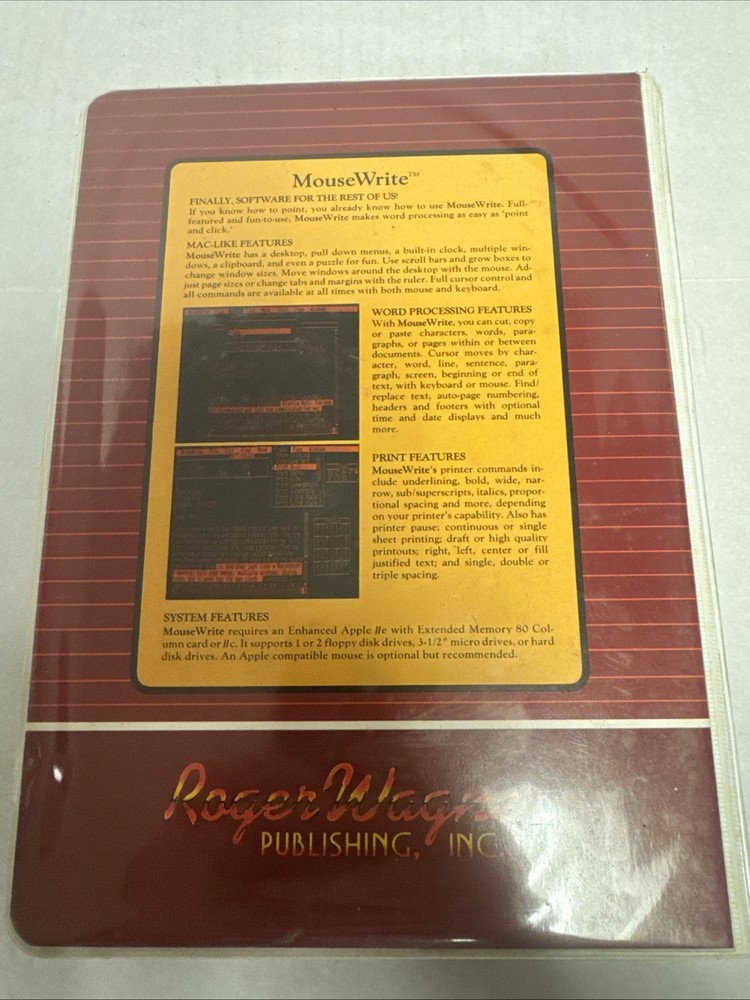 MouseWrite™
FINALLY, SOFTWARE FOR THE REST OF US!
If you know how to point, you already know how to use MouseWrite. Full-
featured and fun-to-use, MouseWrite makes word processing as easy as 'point
and click.'
MAC-LIKE FEATURES
MouseWrite has a desktop, pull down menus, a built-in clock, multiple win-
dows, a clipboard, and even a puzzle for fun. Use scroll bars and grow boxes to
change window sizes. Move windows around the desktop with the mouse. Ad-
just page sizes or change tabs and margins with the ruler. Full cursor control and
all commands are available at all times with both mouse and keyboard.
WORD PROCESSING FEATURES
With MouseWrite, you can cut, copy
or paste characters, words, para-
graphs, or pages within or between
documents. Cursor moves by char-
acter, word, line, sentence, para-
graph, screen, beginning or end of
text, with keyboard or mouse. Find/
replace text, auto-page numbering,
headers and footers with optional
time and date displays and much
more.
PRINT FEATURES
MouseWrite's printer commands in-
clude underlining, bold, wide, nar-
row, sub/superscripts, italics, propor-
tional spacing and more, depending
on your printer's capability. Also has
printer pause; continuous or single
sheet printing; draft or high quality
printouts; right, left, center or fill
justified text; and single, double or
triple spacing.
SYSTEM FEATURES
MouseWrite requires an Enhanced Apple //e with Extended Memory 80 Col-
umn card or //c. It supports 1 or 2 floppy disk drives, 3-1/2" micro drives, or hard
disk drives. An Apple compatible mouse is optional but recommended.
Roger Wagn
PUBLISHING, INC.